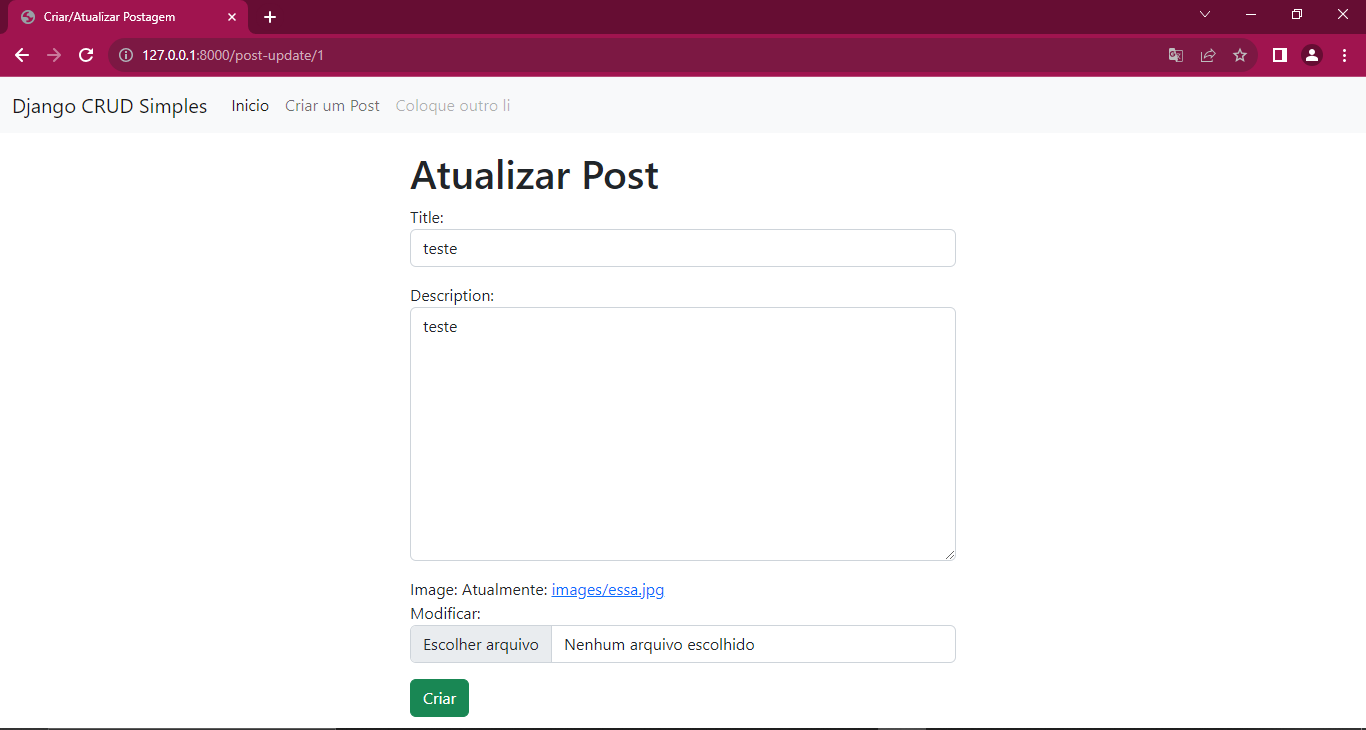 Criar/Atualizar Postagem
127.0.0.1:8000/post-update/1
Django CRUD Simples Inicio Criar um Post Coloque outro li
Atualizar Post
Title:
teste
Description:
teste
Image: Atualmente: images/essa.jpg
Modificar:
Escolher arquivo Nenhum arquivo escolhido
Criar